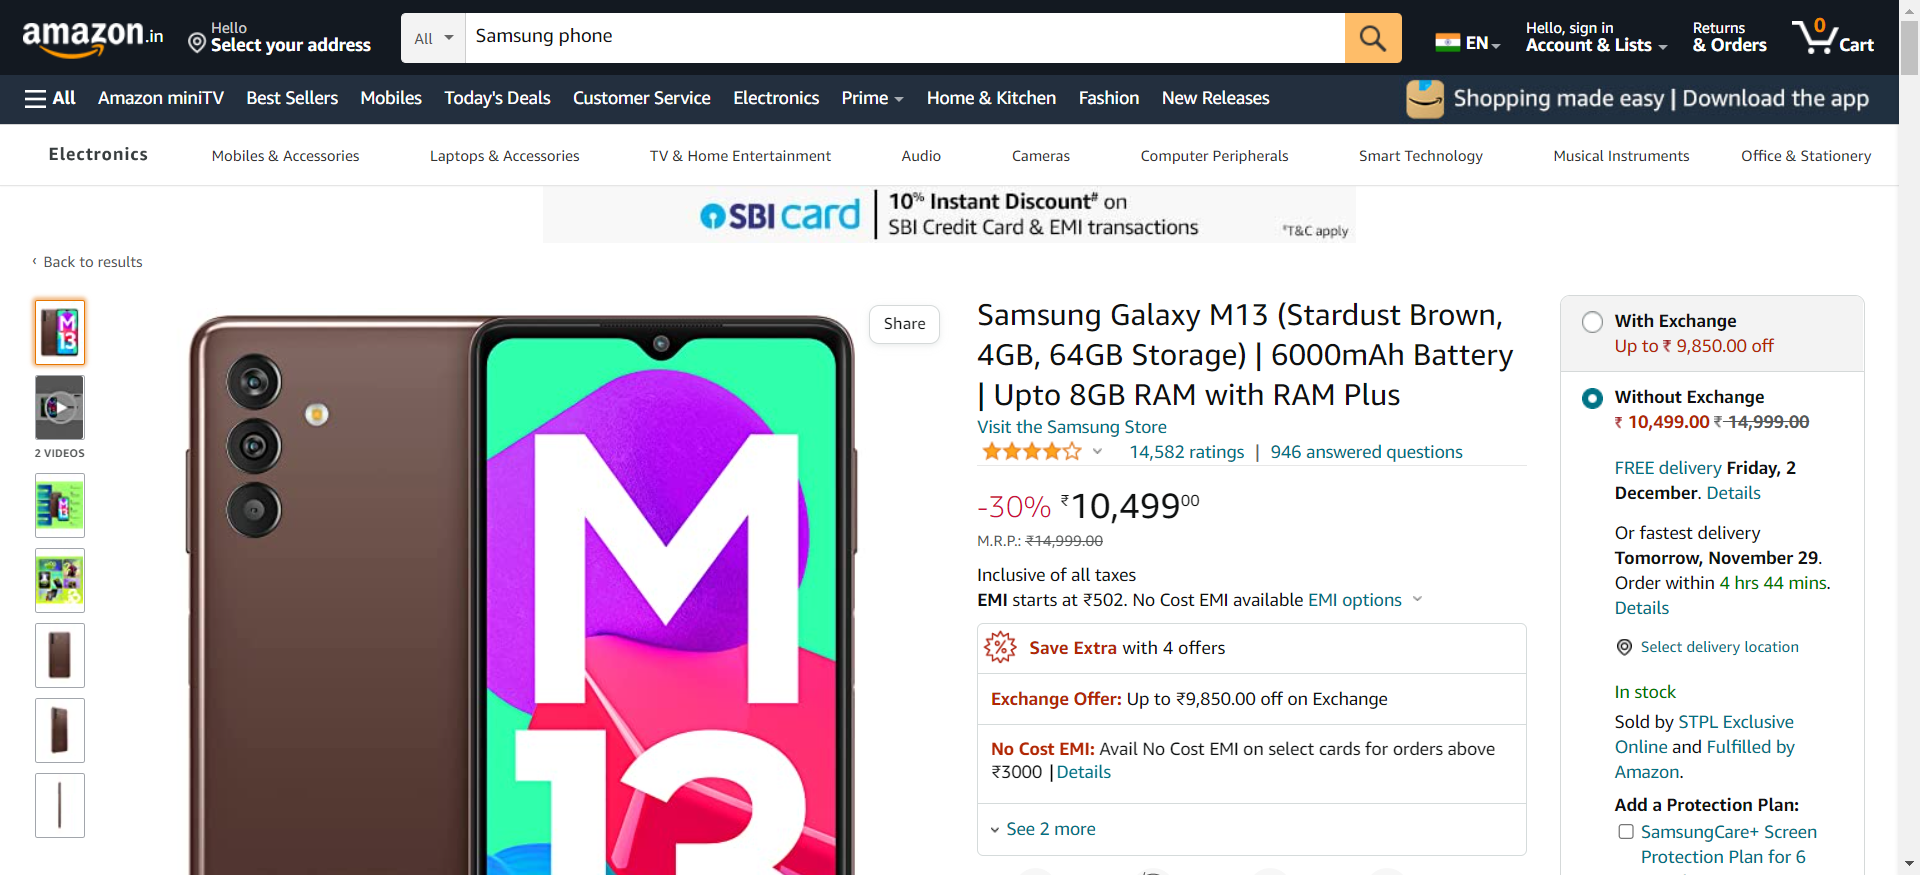 amazon.in
Hello
Select your address
All
Samsung phone
EN
Hello, sign in
Account & Lists
Returns
& Orders
0
Cart
All
Amazon miniTV
Best Sellers
Mobiles
Today's Deals
Customer Service
Electronics
Prime
Home & Kitchen
Fashion
New Releases
Shopping made easy | Download the app
Electronics
Mobiles & Accessories
Laptops & Accessories
TV & Home Entertainment
Audio
Cameras
Computer Peripherals
Smart Technology
Musical Instruments
Office & Stationery
SBI card
10% Instant Discount# on
SBI Credit Card & EMI transactions
#T&C apply
‹ Back to results
M
13
2 VIDEOS
Share
M
13
Samsung Galaxy M13 (Stardust Brown,
4GB, 64GB Storage) | 6000mAh Battery
| Upto 8GB RAM with RAM Plus
Visit the Samsung Store
14,582 ratings | 946 answered questions
-30% ₹10,49900
M.R.P.: ₹14,999.00
Inclusive of all taxes
EMI starts at ₹502. No Cost EMI available EMI options
Save Extra with 4 offers
Exchange Offer: Up to ₹9,850.00 off on Exchange
No Cost EMI: Avail No Cost EMI on select cards for orders above
₹3000 | Details
See 2 more
With Exchange
Up to ₹ 9,850.00 off
Without Exchange
₹ 10,499.00 ₹ 14,999.00
FREE delivery Friday, 2
December. Details
Or fastest delivery
Tomorrow, November 29.
Order within 4 hrs 44 mins.
Details
Select delivery location
In stock
Sold by STPL Exclusive
Online and Fulfilled by
Amazon.
Add a Protection Plan:
SamsungCare+ Screen
Protection Plan for 6